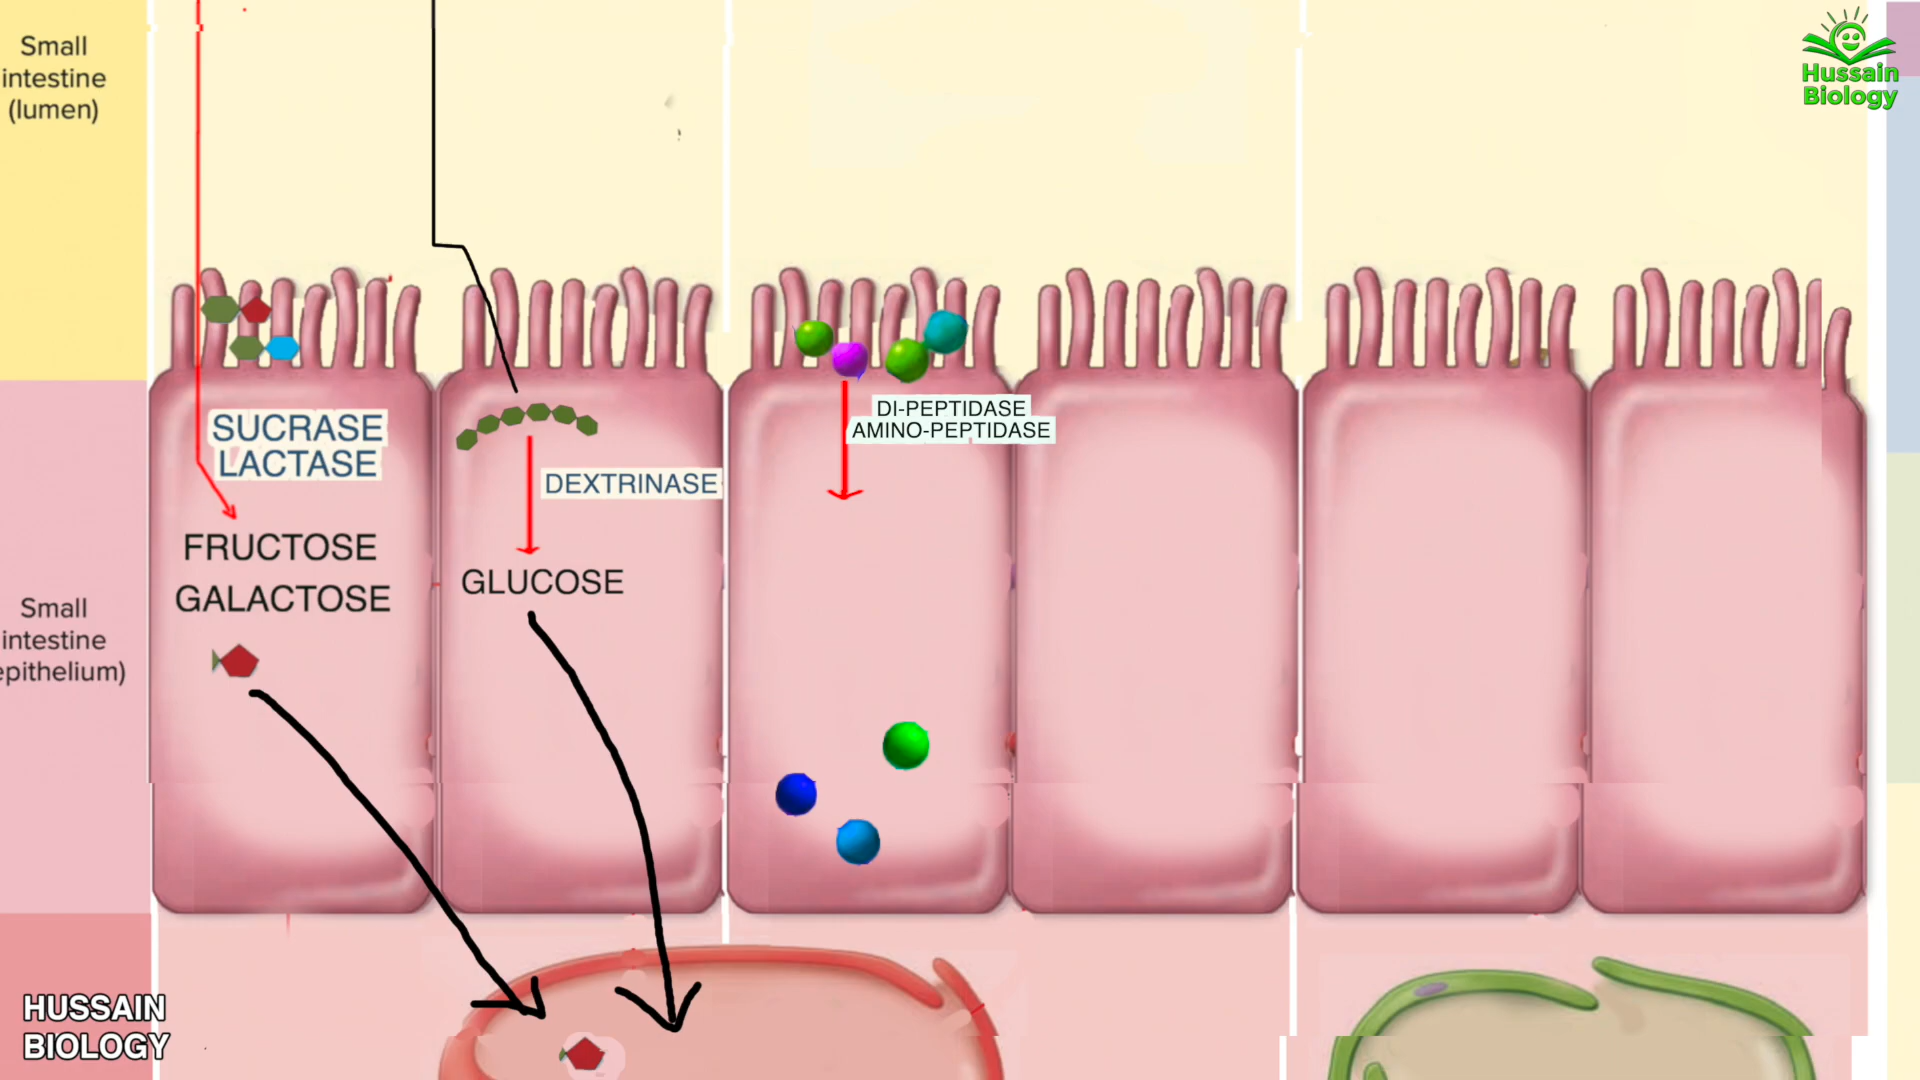 Small
intestine
(lumen)
Hussain
Biology
SUCRASE
LACTASE
DI-PEPTIDASE
AMINO-PEPTIDASE
DEXTRINASE
FRUCTOSE
GALACTOSE
GLUCOSE
Small
intestine
epithelium)
HUSSAIN
BIOLOGY